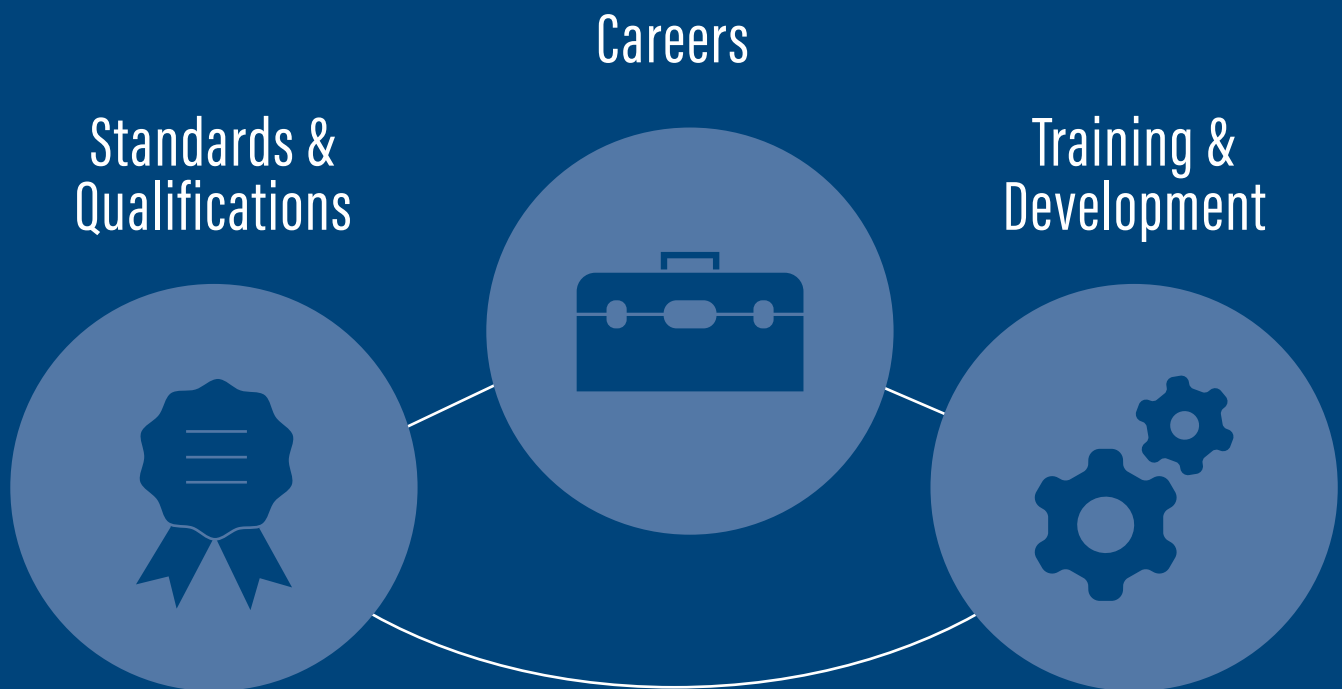 Careers
Standards &
Qualifications
Training &
Development